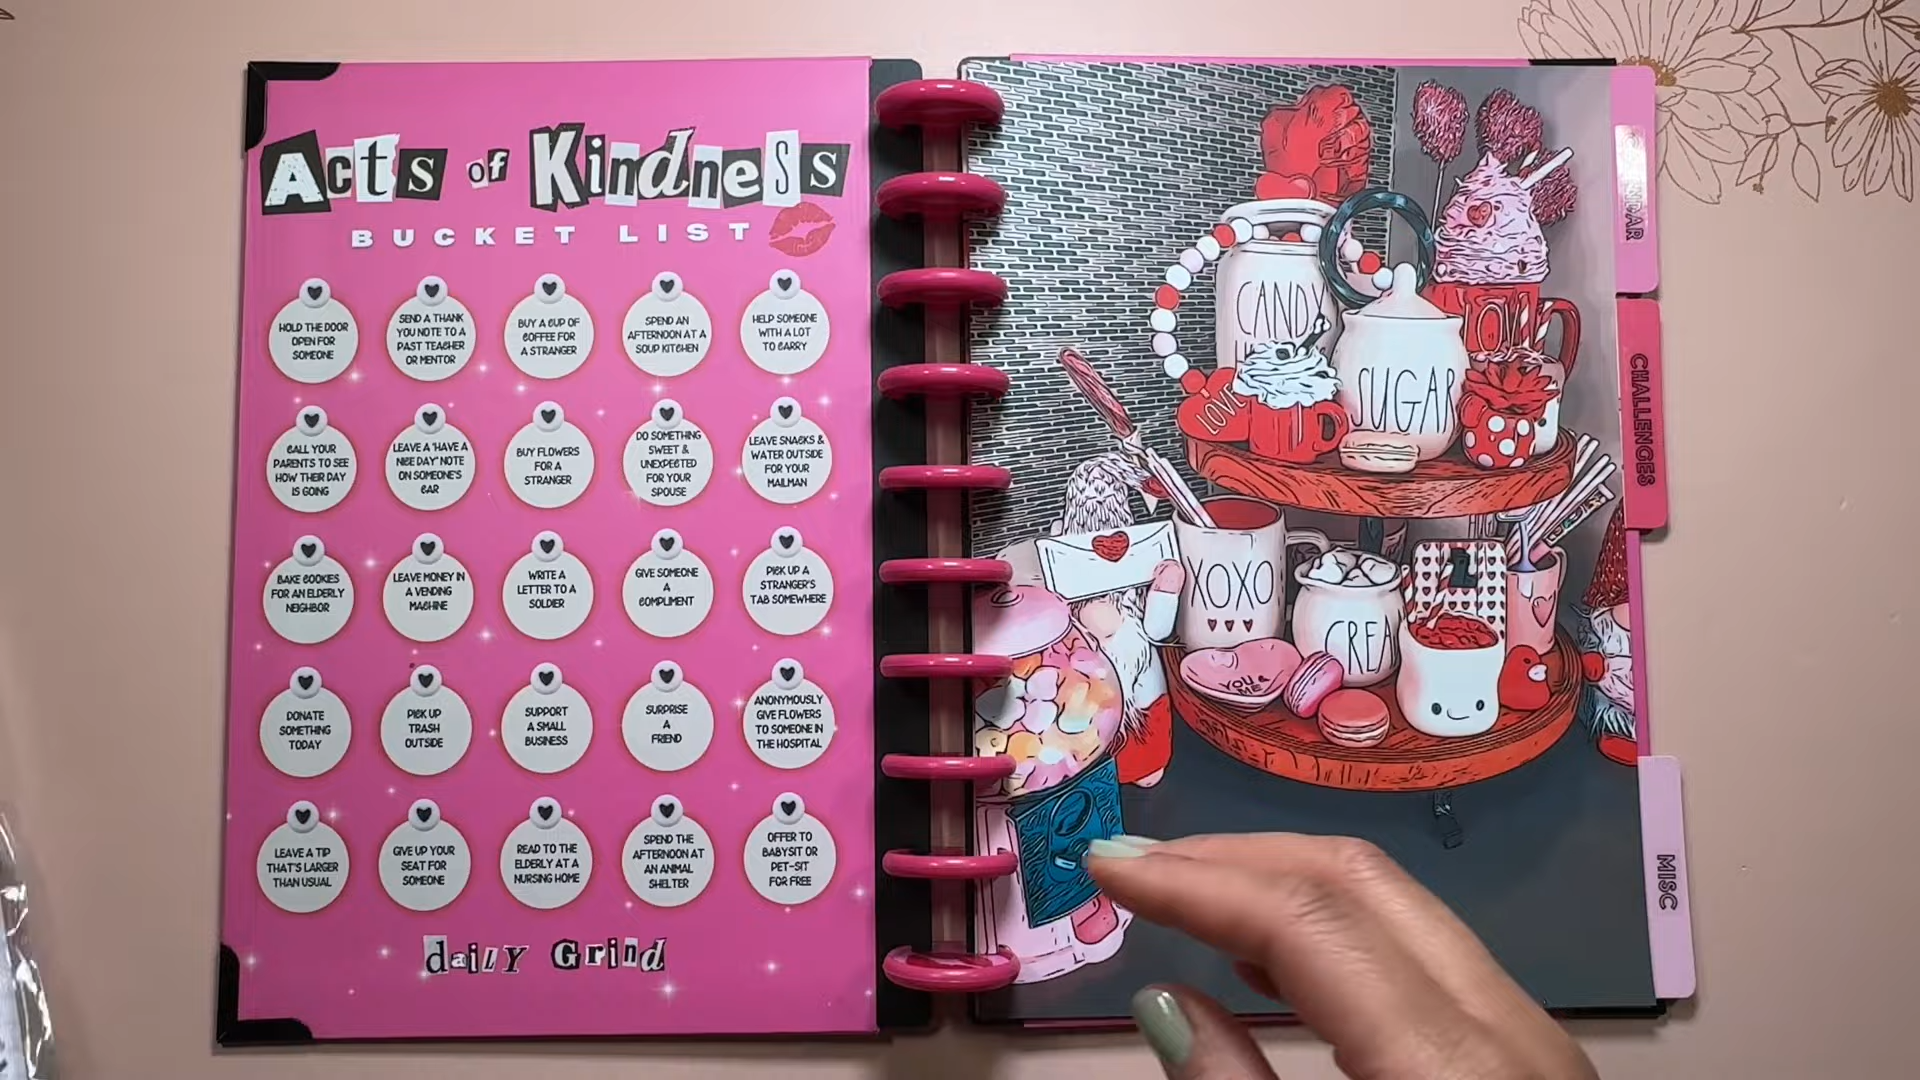 Acts of Kindness
BUCKET LIST
HOLD THE DOOR
OPEN FOR
SOMEONE
SEND A THANK
YOU NOTE TO A
PAST TEACHER
OR MENTOR
BUY A CUP OF
COFFEE FOR
A STRANGER
SPEND AN
AFTERNOON AT A
SOUP KITCHEN
HELP SOMEONE
WITH A LOT
TO CARRY
CALL YOUR
PARENTS TO SEE
HOW THEIR DAY
IS GOING
LEAVE A "HAVE A
NICE DAY" NOTE
ON SOMEONE'S
CAR
BUY FLOWERS
FOR A
STRANGER
DO SOMETHING
SWEET &
UNEXPECTED
FOR YOUR
SPOUSE
LEAVE SNACKS &
WATER OUTSIDE
FOR YOUR
MAILMAN
BAKE COOKIES
FOR AN ELDERLY
NEIGHBOR
LEAVE MONEY IN
A VENDING
MACHINE
WRITE A
LETTER TO A
SOLDIER
GIVE SOMEONE
A
COMPLIMENT
PICK UP A
STRANGER'S
TAB SOMEWHERE
DONATE
SOMETHING
TODAY
PICK UP
TRASH
OUTSIDE
SUPPORT
A SMALL
BUSINESS
SURPRISE
A
FRIEND
ANONYMOUSLY
GIVE FLOWERS
TO SOMEONE IN
THE HOSPITAL
LEAVE A TIP
THAT'S LARGER
THAN USUAL
GIVE UP YOUR
SEAT FOR
SOMEONE
READ TO THE
ELDERLY AT A
NURSING HOME
SPEND THE
AFTERNOON AT
AN ANIMAL
SHELTER
OFFER TO
BABYSIT OR
PET-SIT
FOR FREE
daiLY Grind
CANDY
LOVE
SUGAR
LOVE
XOXO
CREA
YOU &
ME
CHALLENGES
MISC